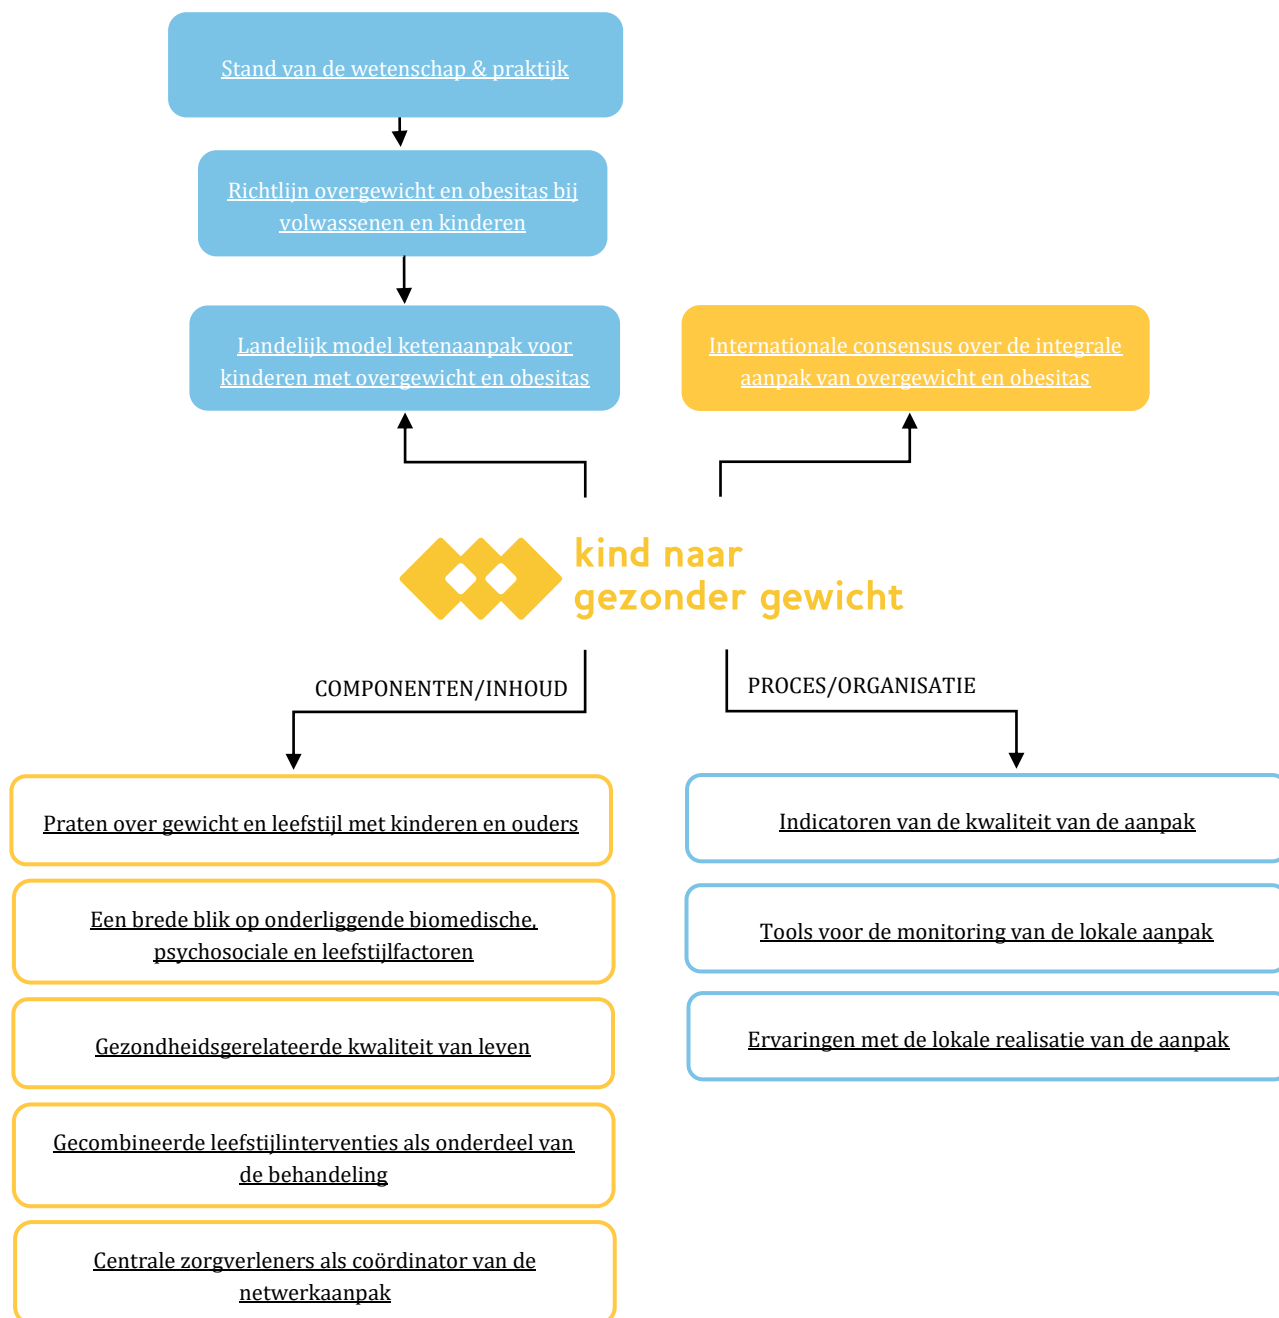 Stand van de wetenschap & praktijk
Richtlijn overgewicht en obesitas bij
volwassenen en kinderen
Landelijk model ketenaanpak voor
kinderen met overgewicht en obesitas
Internationale consensus over de integrale
aanpak van overgewicht en obesitas
kind naar
gezonder gewicht
COMPONENTEN/INHOUD
PROCES/ORGANISATIE
Praten over gewicht en leefstijl met kinderen en ouders
Een brede blik op onderliggende biomedische,
psychosociale en leefstijlfactoren
Gezondheidsgerelateerde kwaliteit van leven
Gecombineerde leefstijlinterventies als onderdeel van
de behandeling
Centrale zorgverleners als coördinator van de
netwerkaanpak
Indicatoren van de kwaliteit van de aanpak
Tools voor de monitoring van de lokale aanpak
Ervaringen met de lokale realisatie van de aanpak